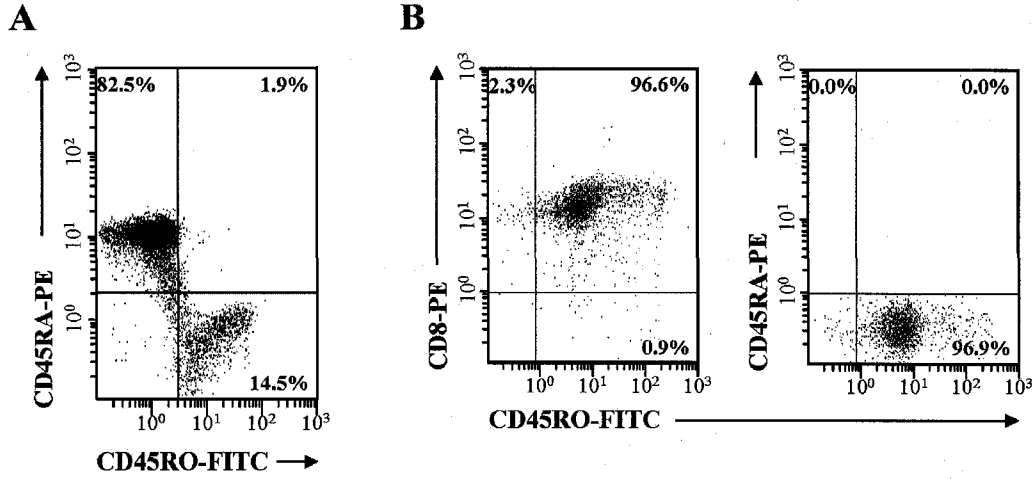 A
B
10³
82.5%
1.9%
10²
10¹
10⁰
14.5%
10⁰ 10¹ 10² 10³
CD45RA-PE
CD45RO-FITC
10³
2.3%
96.6%
10²
10¹
10⁰
0.9%
10⁰ 10¹ 10² 10³
CD8-PE
10³
0.0%
0.0%
10²
10¹
10⁰
96.9%
10⁰ 10¹ 10² 10³
CD45RA-PE
CD45RO-FITC